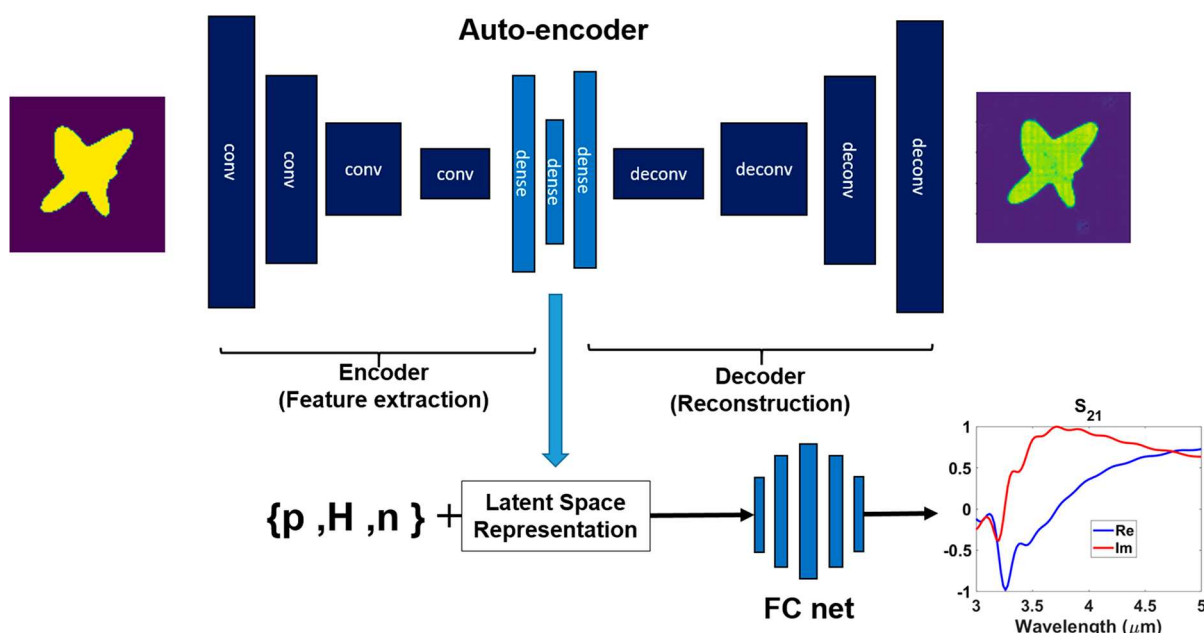 Auto-encoder
conv
conv
conv
conv
dense
dense
dense
deconv
deconv
deconv
deconv
Encoder
(Feature extraction)
Decoder
(Reconstruction)
{p ,H ,n } +
Latent Space
Representation
FC net
S21
1
0.5
0
-0.5
-1
Re
Im
3
3.5
4
4.5
5
Wavelength (μm)